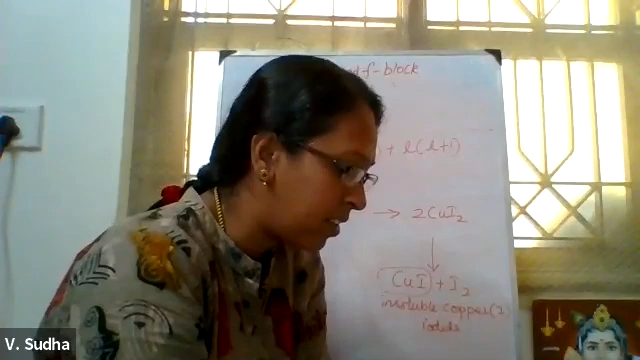 f-block
+ l(l+1)
→ 2CuI₂
CuI + I₂
insoluble copper(I)
iodide
V. Sudha